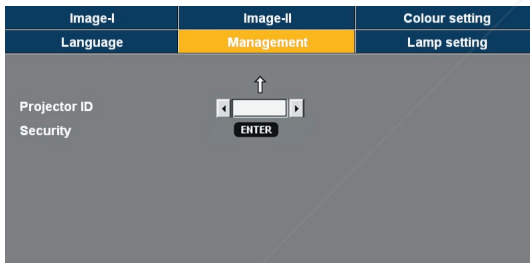 Image-I Image-II Colour setting
Language Management Lamp setting
Projector ID
Security ENTER